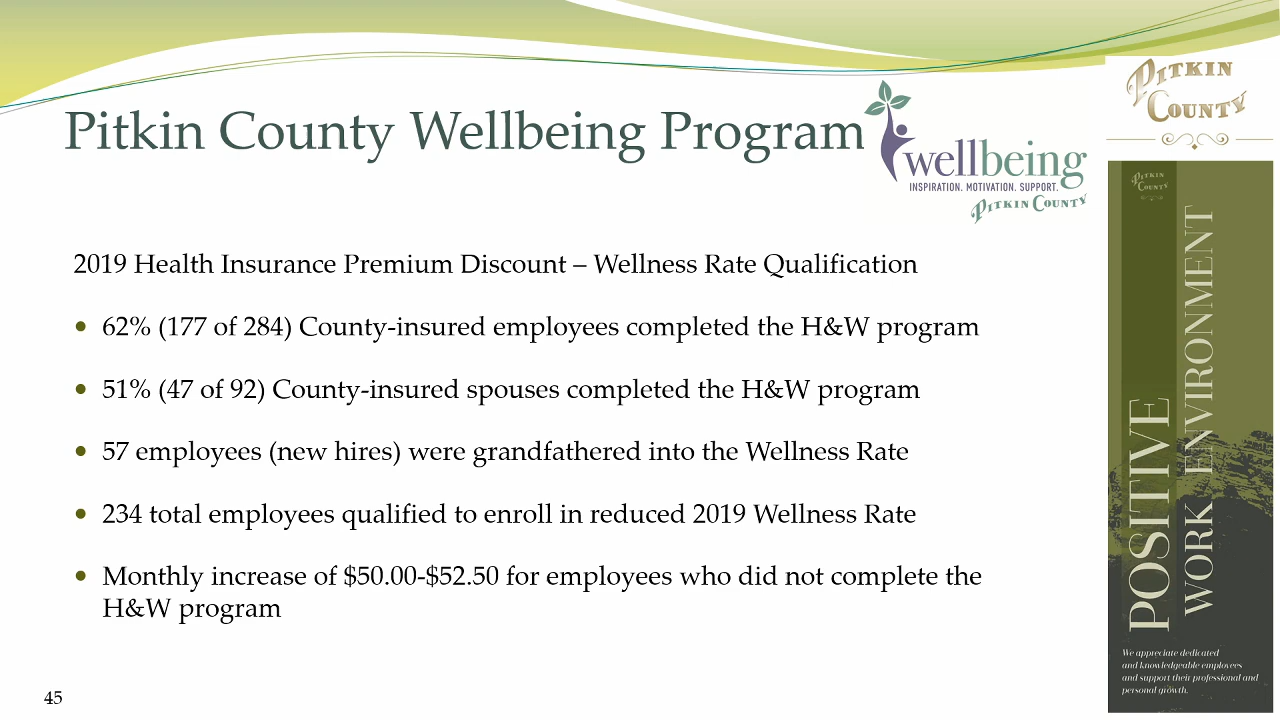 Pitkin County Wellbeing Program
wellbeing
INSPIRATION. MOTIVATION. SUPPORT.
PITKIN COUNTY
PITKIN
COUNTY
2019 Health Insurance Premium Discount – Wellness Rate Qualification
• 62% (177 of 284) County-insured employees completed the H&W program
• 51% (47 of 92) County-insured spouses completed the H&W program
• 57 employees (new hires) were grandfathered into the Wellness Rate
• 234 total employees qualified to enroll in reduced 2019 Wellness Rate
• Monthly increase of $50.00-$52.50 for employees who did not complete the
H&W program
PITKIN
COUNTY
POSITIVE
WORK ENVIRONMENT
We appreciate dedicated
and knowledgeable employees
and support their professional and
personal growth.
45